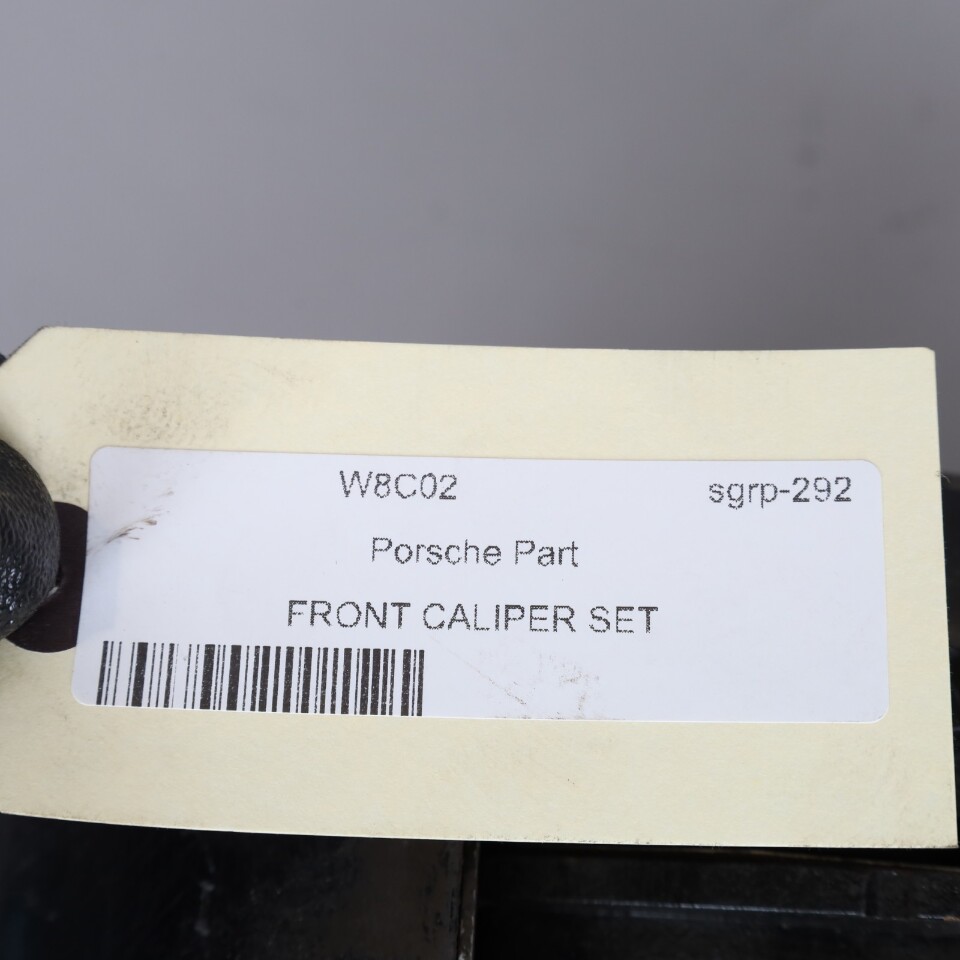 W8C02 sgrp-292
Porsche Part
FRONT CALIPER SET